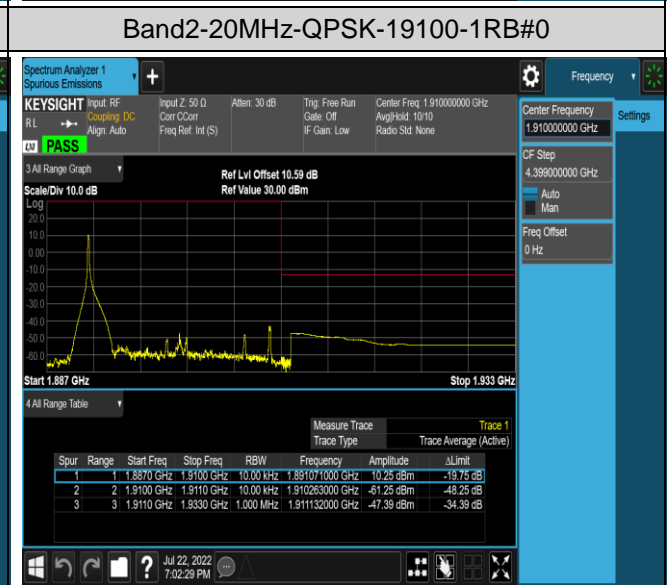 Band2-20MHz-QPSK-19100-1RB#0
Spectrum Analyzer 1
Spurious Emissions
Frequency
KEYSIGHT
Input: RF
Coupling: DC
Align: Auto
Input Z: 50 Ω
Corr CCorr
Freq Ref: Int (S)
Atten: 30 dB
Trig: Free Run
Gate: Off
IF Gain: Low
Center Freq: 1.910000000 GHz
Avg|Hold: 10/10
Radio Std: None
R L
LXI
PASS
Center Frequency
1.910000000 GHz
Settings
CF Step
4.399000000 GHz
Auto
Man
Freq Offset
0 Hz
3 All Range Graph
Ref Lvl Offset 10.59 dB
Scale/Div 10.0 dB
Ref Value 30.00 dBm
Log
20.0
10.0
0.00
-10.0
-20.0
-30.0
-40.0
-50.0
-60.0
Start 1.887 GHz
Stop 1.933 GHz
4 All Range Table
Measure Trace Trace 1
Trace Type Trace Average (Active)
Spur Range Start Freq Stop Freq RBW Frequency Amplitude ΔLimit
1 1 1.8870 GHz 1.9100 GHz 10.00 kHz 1.891071000 GHz 10.25 dBm -19.75 dB
2 2 1.9100 GHz 1.9110 GHz 10.00 kHz 1.910263000 GHz -61.25 dBm -48.25 dB
3 3 1.9110 GHz 1.9330 GHz 1.000 MHz 1.911132000 GHz -47.39 dBm -34.39 dB
Jul 22, 2022
7:02:29 PM